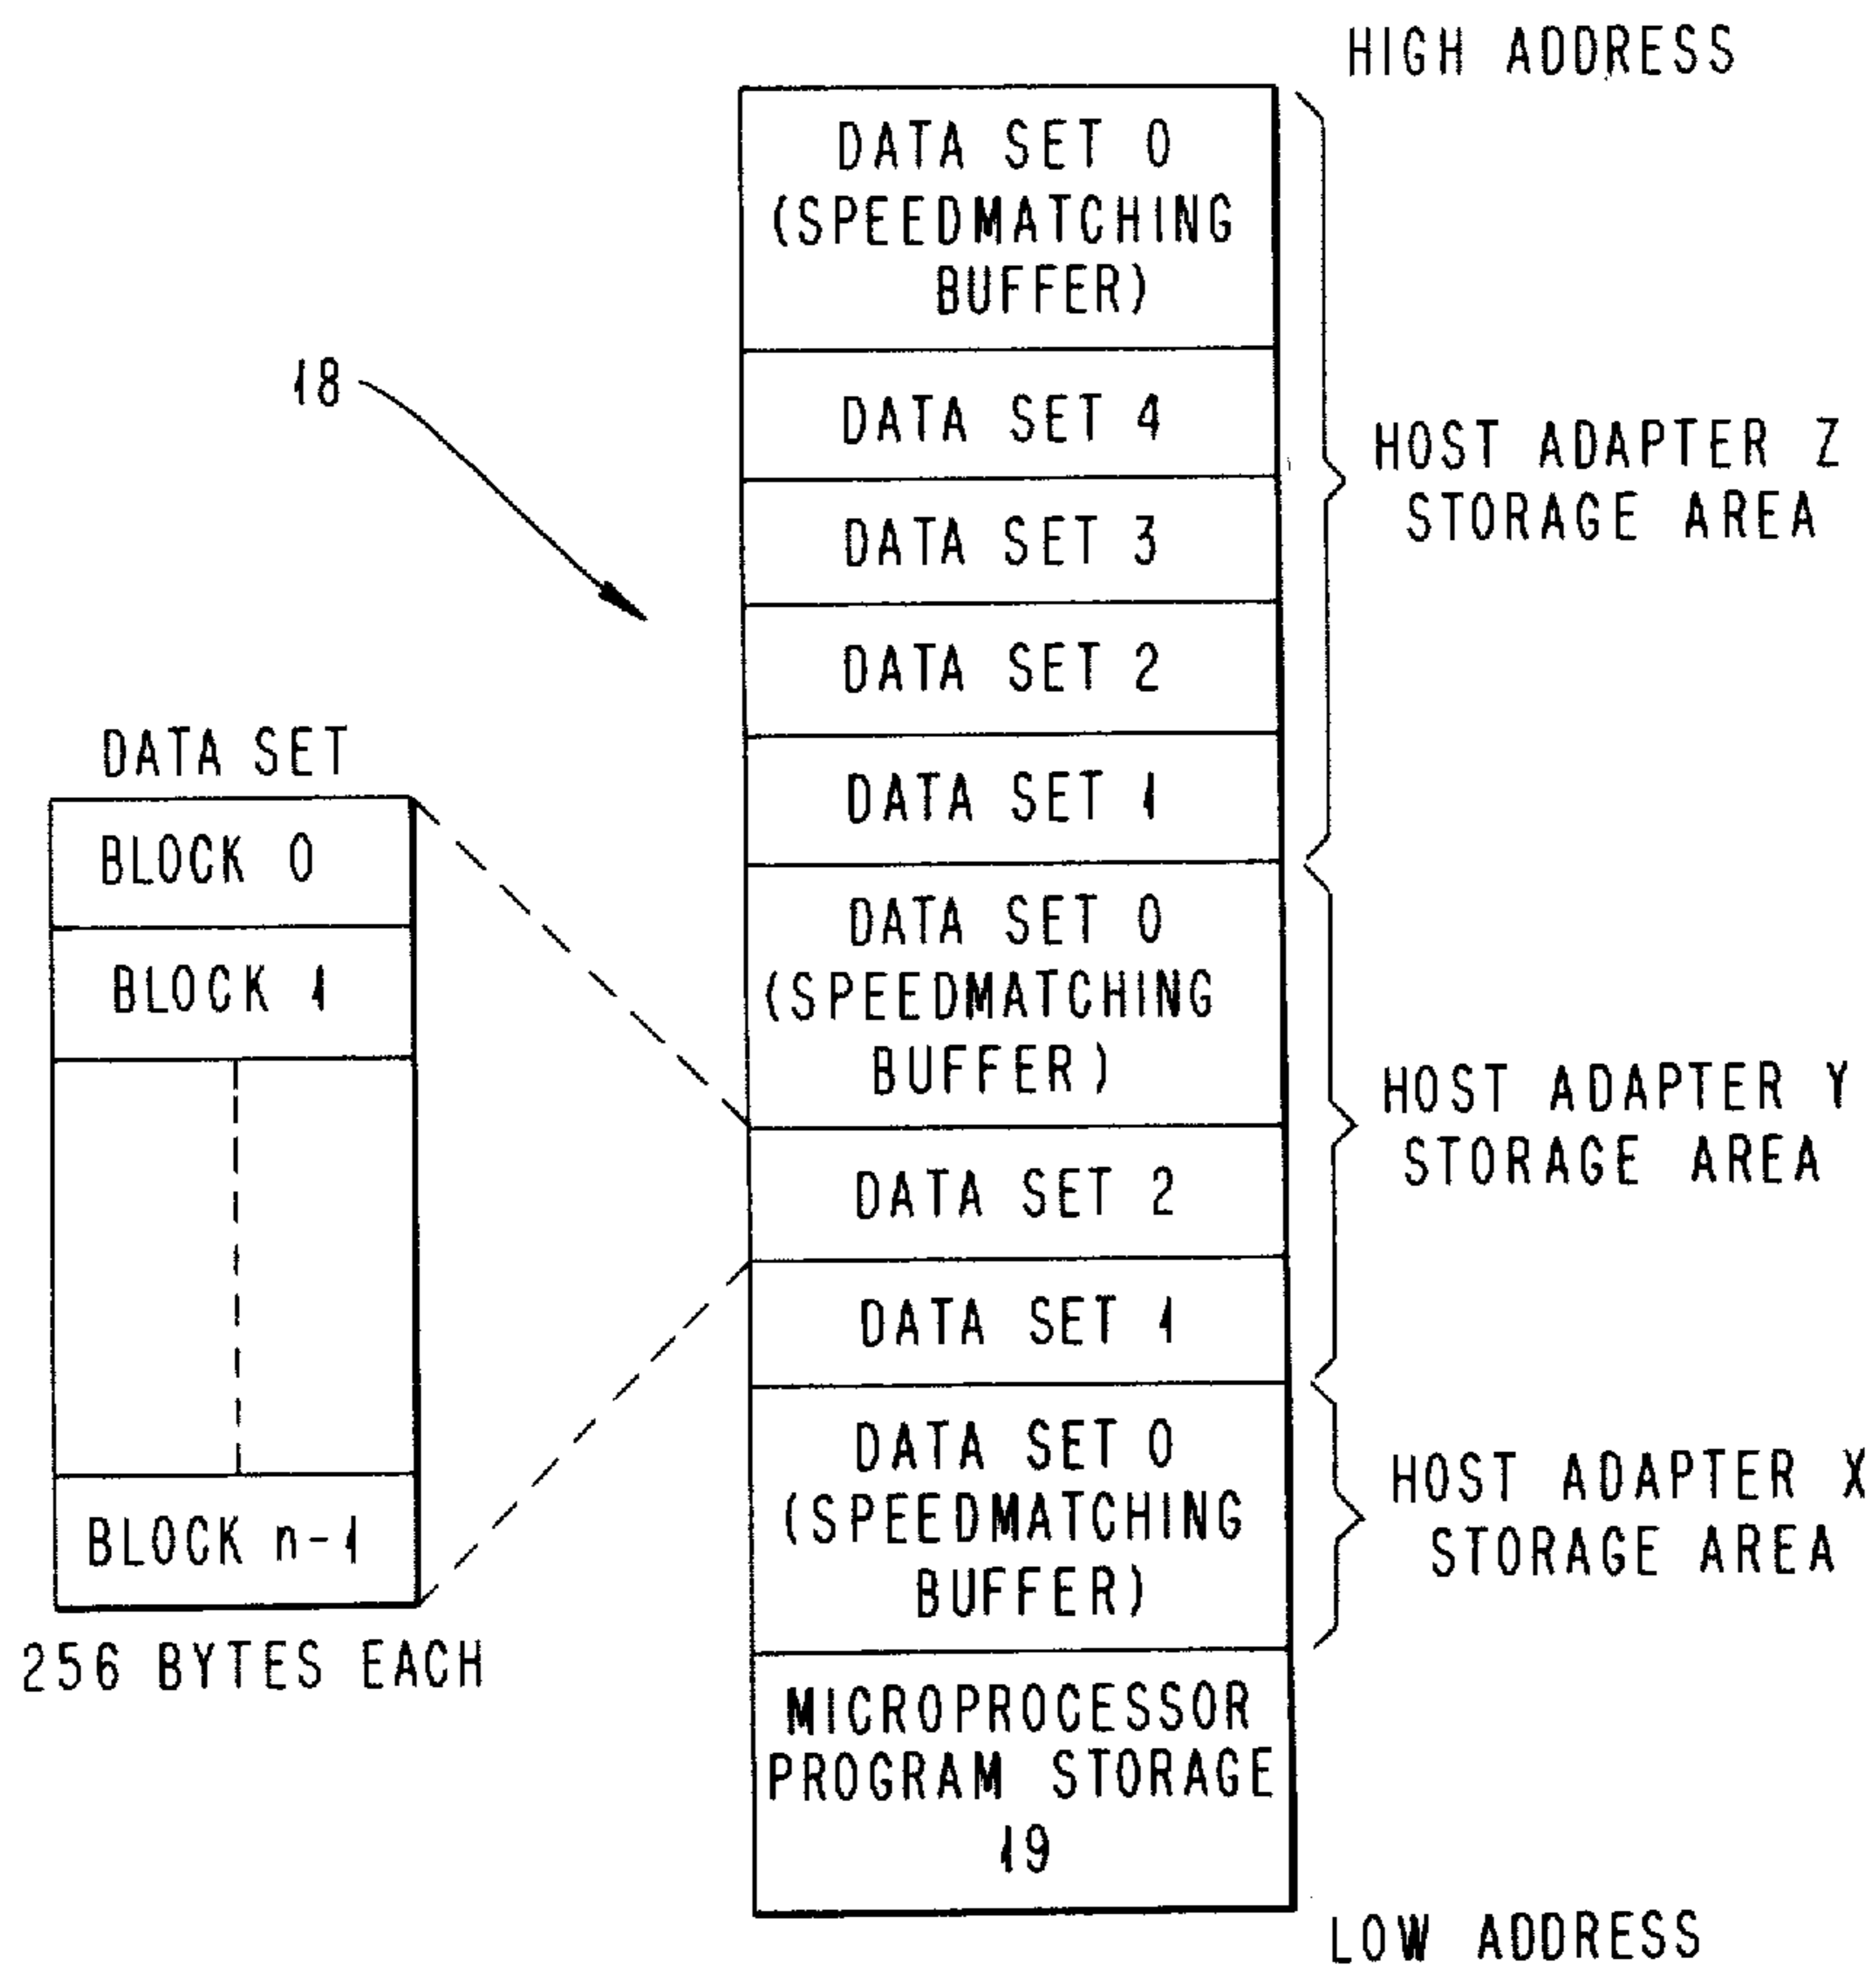 HIGH ADDRESS
DATA SET 0
(SPEEDMATCHING
BUFFER)
18
DATA SET 4
HOST ADAPTER Z
STORAGE AREA
DATA SET 3
DATA SET 2
DATA SET 1
DATA SET
BLOCK 0
BLOCK 1
BLOCK n-1
256 BYTES EACH
DATA SET 0
(SPEEDMATCHING
BUFFER)
HOST ADAPTER Y
STORAGE AREA
DATA SET 2
DATA SET 1
DATA SET 0
(SPEEDMATCHING
BUFFER)
HOST ADAPTER X
STORAGE AREA
MICROPROCESSOR
PROGRAM STORAGE
19
LOW ADDRESS